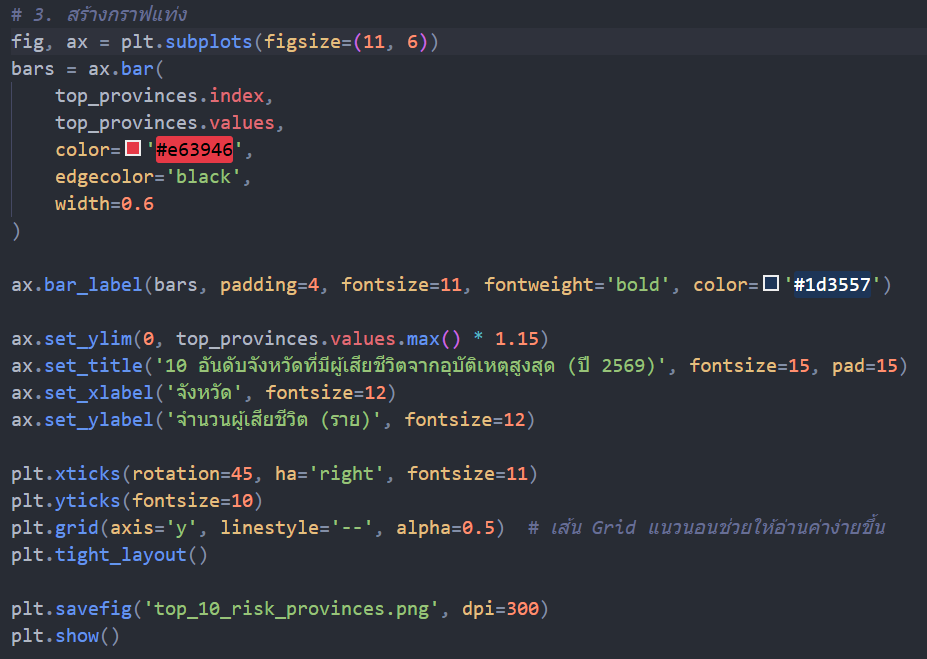 # 3. สร้างกราฟแท่ง
fig, ax = plt.subplots(figsize=(11, 6))
bars = ax.bar(
    top_provinces.index,
    top_provinces.values,
    color='#e63946',
    edgecolor='black',
    width=0.6
)

ax.bar_label(bars, padding=4, fontsize=11, fontweight='bold', color='#1d3557')

ax.set_ylim(0, top_provinces.values.max() * 1.15)
ax.set_title('10 อันดับจังหวัดที่มีผู้เสียชีวิตจากอุบัติเหตุสูงสุด (ปี 2569)', fontsize=15, pad=15)
ax.set_xlabel('จังหวัด', fontsize=12)
ax.set_ylabel('จำนวนผู้เสียชีวิต (ราย)', fontsize=12)

plt.xticks(rotation=45, ha='right', fontsize=11)
plt.yticks(fontsize=10)
plt.grid(axis='y', linestyle='--', alpha=0.5)  # เส้น Grid แนวนอนช่วยให้อ่านค่าง่ายขึ้น
plt.tight_layout()

plt.savefig('top_10_risk_provinces.png', dpi=300)
plt.show()